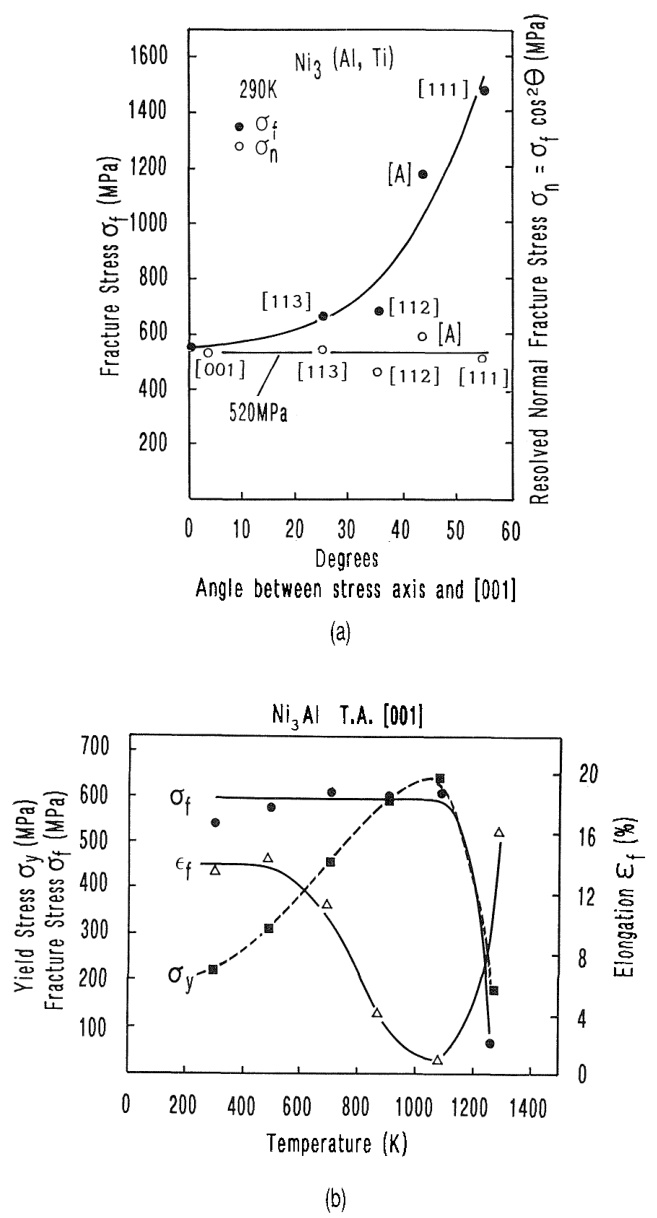 1600
1400
1200
1000
800
600
400
200
Fracture Stress σf (MPa)
Ni3 (Al, Ti)
290K
● σf
○ σn
[111]
[A]
[113]
[112]
[A]
[001]
[113]
[112]
[111]
520MPa
Resolved Normal Fracture Stress σn = σf cos²Θ (MPa)
0 10 20 30 40 50 60
Degrees
Angle between stress axis and [001]
(a)
Ni3Al T.A. [001]
700
600
500
400
300
200
100
Yield Stress σy (MPa)
Fracture Stress σf (MPa)
σf
ϵf
σy
20
16
12
8
4
0
Elongation Ɛf (%)
0 200 400 600 800 1000 1200 1400
Temperature (K)
(b)